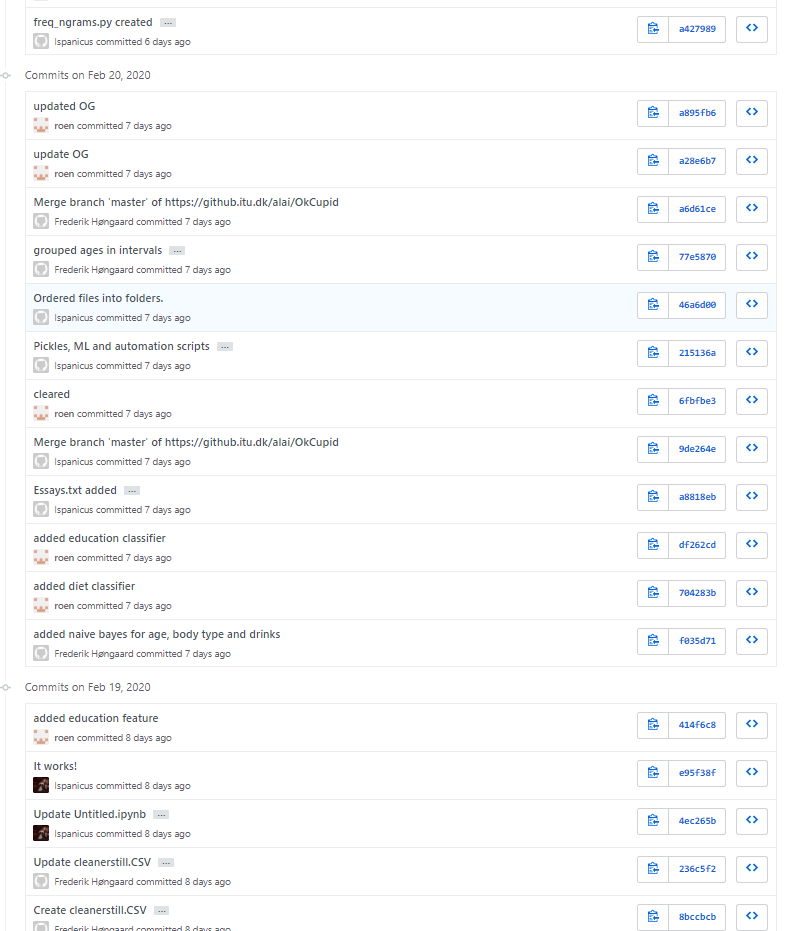 freq_ngrams.py created ...
Ispanicus committed 6 days ago
a427989
Commits on Feb 20, 2020
updated OG
roen committed 7 days ago
a895fb6
update OG
roen committed 7 days ago
a28e6b7
Merge branch 'master' of https://github.itu.dk/alai/OkCupid
Frederik Høngaard committed 7 days ago
a6d61ce
grouped ages in intervals ...
Frederik Høngaard committed 7 days ago
77e5870
Ordered files into folders.
Ispanicus committed 7 days ago
46a6d00
Pickles, ML and automation scripts ...
Ispanicus committed 7 days ago
215136a
cleared
roen committed 7 days ago
6fbfbe3
Merge branch 'master' of https://github.itu.dk/alai/OkCupid
Ispanicus committed 7 days ago
9de264e
Essays.txt added ...
Ispanicus committed 7 days ago
a8818eb
added education classifier
roen committed 7 days ago
df262cd
added diet classifier
roen committed 7 days ago
704283b
added naive bayes for age, body type and drinks
Frederik Høngaard committed 7 days ago
f035d71
Commits on Feb 19, 2020
added education feature
roen committed 8 days ago
414f6c8
It works!
Ispanicus committed 8 days ago
e95f38f
Update Untitled.ipynb ...
Ispanicus committed 8 days ago
4ec265b
Update cleanerstill.CSV ...
Frederik Høngaard committed 8 days ago
236c5f2
Create cleanerstill.CSV ...
Frederik Høngaard committed 8 days ago
8bccbcb